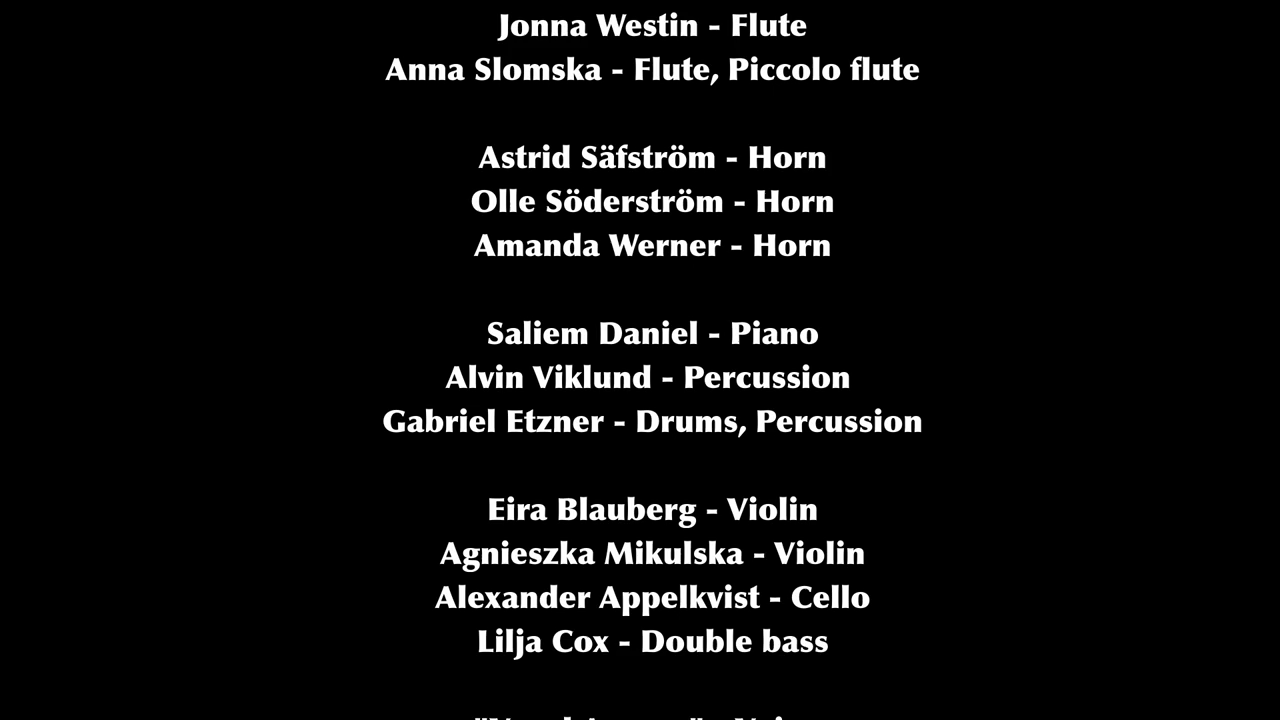 Jonna Westin - Flute
Anna Slomska - Flute, Piccolo flute
Astrid Säfström - Horn
Olle Söderström - Horn
Amanda Werner - Horn
Saliem Daniel - Piano
Alvin Viklund - Percussion
Gabriel Etzner - Drums, Percussion
Eira Blauberg - Violin
Agnieszka Mikulska - Violin
Alexander Appelkvist - Cello
Lilja Cox - Double bass